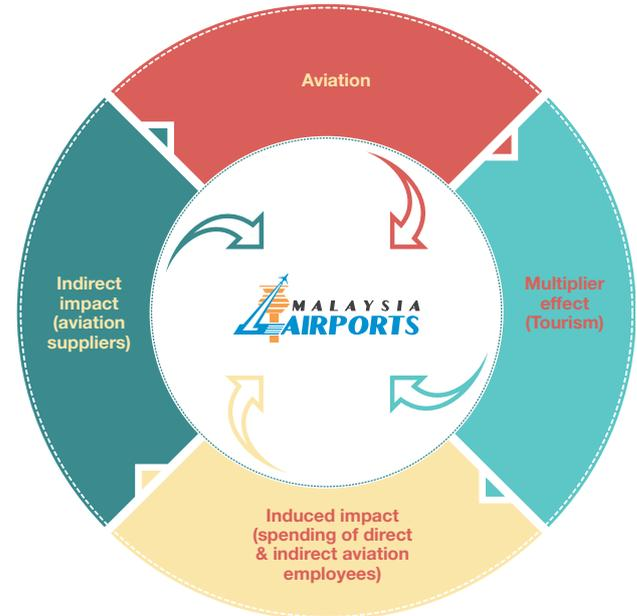 Aviation
Indirect
impact
(aviation
suppliers)
MALAYSIA
AIRPORTS
Multiplier
effect
(Tourism)
Induced impact
(spending of direct
& indirect aviation
employees)